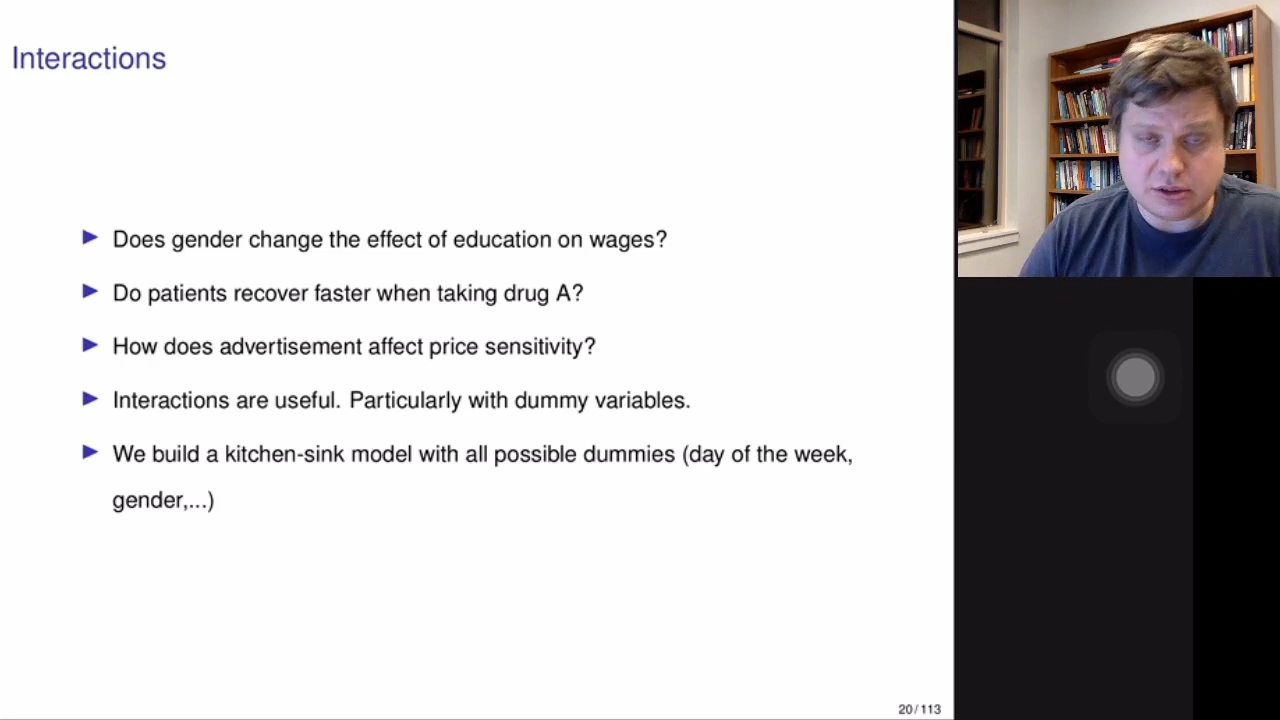 Interactions
Does gender change the effect of education on wages?
Do patients recover faster when taking drug A?
How does advertisement affect price sensitivity?
Interactions are useful. Particularly with dummy variables.
We build a kitchen-sink model with all possible dummies (day of the week,
gender,...)
20 / 113